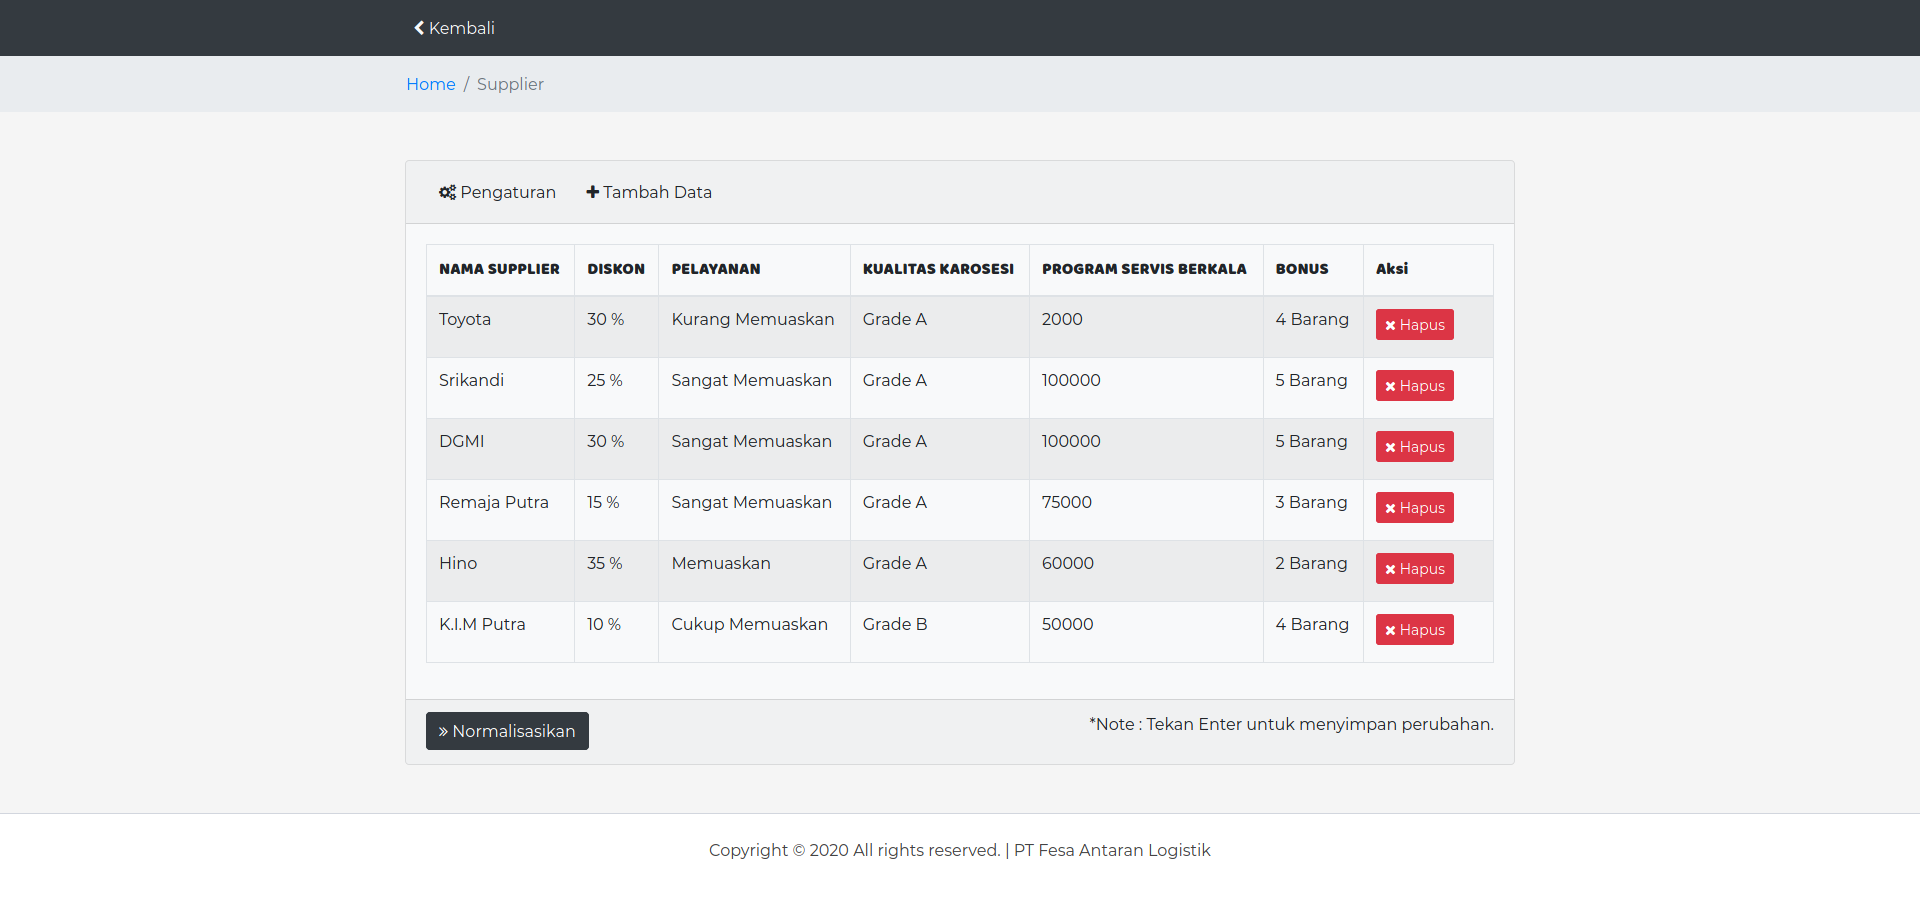 Kembali
Home / Supplier
Pengaturan Tambah Data
NAMA SUPPLIER DISKON PELAYANAN KUALITAS KAROSESI PROGRAM SERVIS BERKALA BONUS Aksi
Toyota 30 % Kurang Memuaskan Grade A 2000 4 Barang Hapus
Srikandi 25 % Sangat Memuaskan Grade A 100000 5 Barang Hapus
DGMI 30 % Sangat Memuaskan Grade A 100000 5 Barang Hapus
Remaja Putra 15 % Sangat Memuaskan Grade A 75000 3 Barang Hapus
Hino 35 % Memuaskan Grade A 60000 2 Barang Hapus
K.I.M Putra 10 % Cukup Memuaskan Grade B 50000 4 Barang Hapus
» Normalisasikan *Note : Tekan Enter untuk menyimpan perubahan.
Copyright © 2020 All rights reserved. | PT Fesa Antaran Logistik